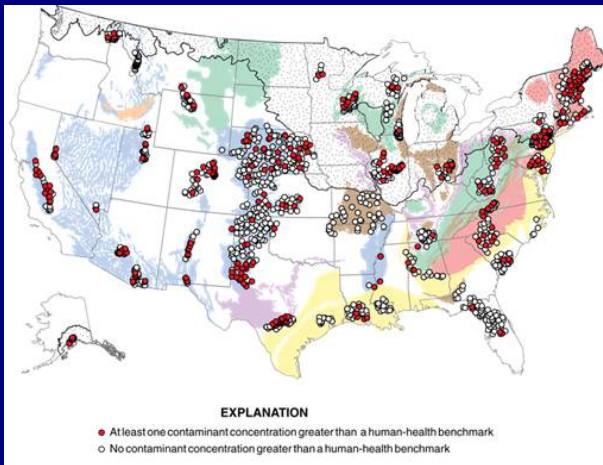 EXPLANATION
At least one contaminant concentration greater than a human-health benchmark
No contaminant concentration greater than a human-health benchmark